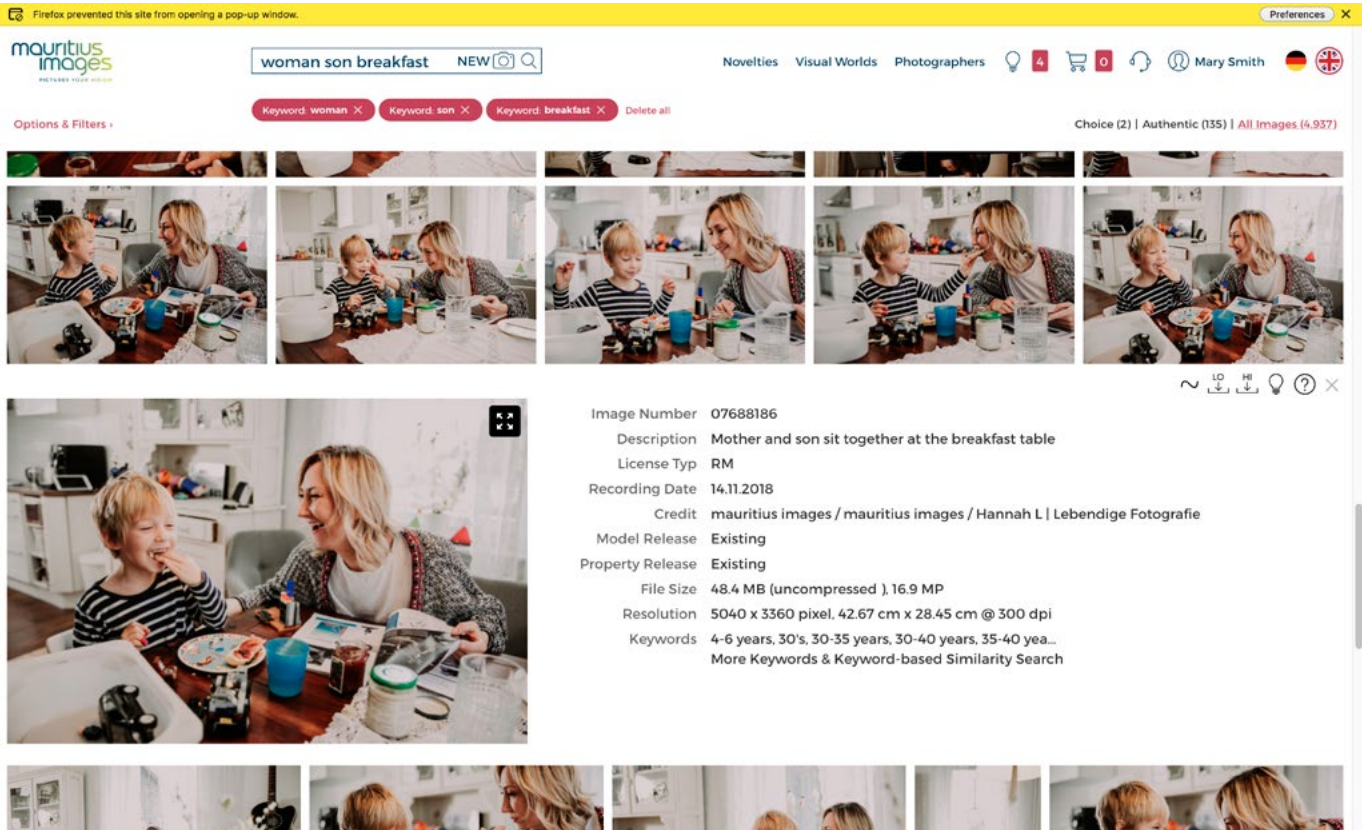 Firefox prevented this site from opening a pop-up window.
Preferences
mauritius
images
PICTURES YOUR VISION
woman son breakfast NEW
Novelties Visual Worlds Photographers 4 0 Mary Smith
Keyword: woman Keyword: son Keyword: breakfast Delete all
Options & Filters ›
Choice (2) | Authentic (135) | All Images (4.937)
LO HI ?
Image Number 07688186
Description Mother and son sit together at the breakfast table
License Typ RM
Recording Date 14.11.2018
Credit mauritius images / mauritius images / Hannah L | Lebendige Fotografie
Model Release Existing
Property Release Existing
File Size 48.4 MB (uncompressed ), 16.9 MP
Resolution 5040 x 3360 pixel, 42.67 cm x 28.45 cm @ 300 dpi
Keywords 4-6 years, 30's, 30-35 years, 30-40 years, 35-40 yea...
More Keywords & Keyword-based Similarity Search